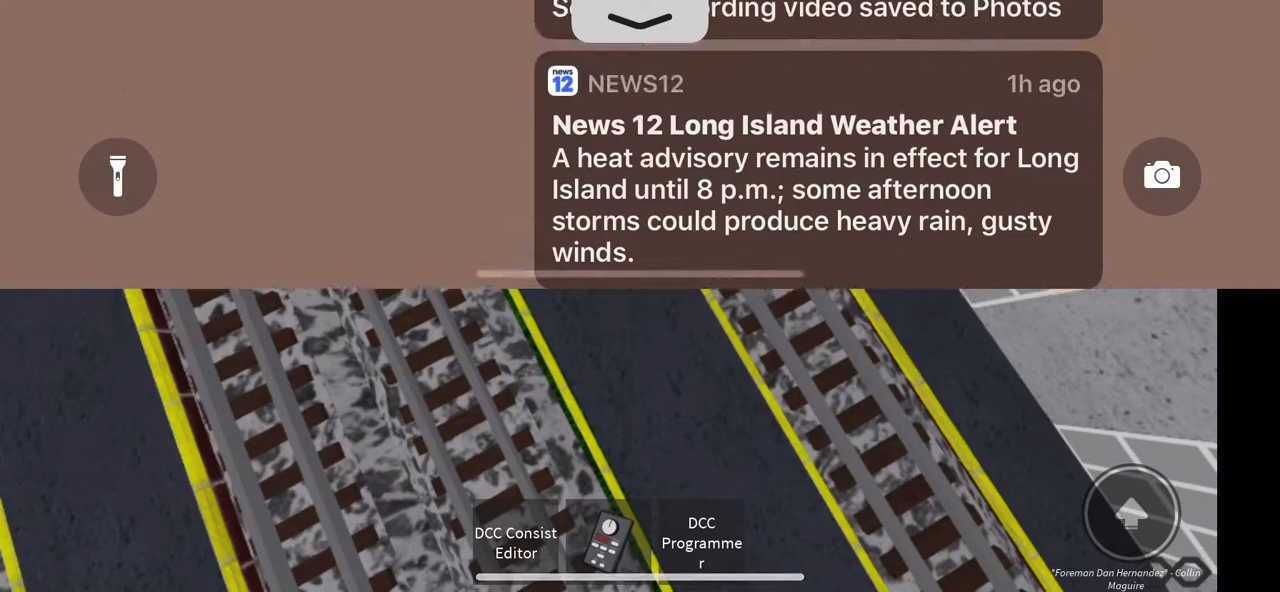 rding video saved to Photos
news
12
NEWS12
1h ago
News 12 Long Island Weather Alert
A heat advisory remains in effect for Long
Island until 8 p.m.; some afternoon
storms could produce heavy rain, gusty
winds.
DCC Consist
Editor
DCC
Programme
r
"Foreman Dan Hernandez" - Collin
Maguire